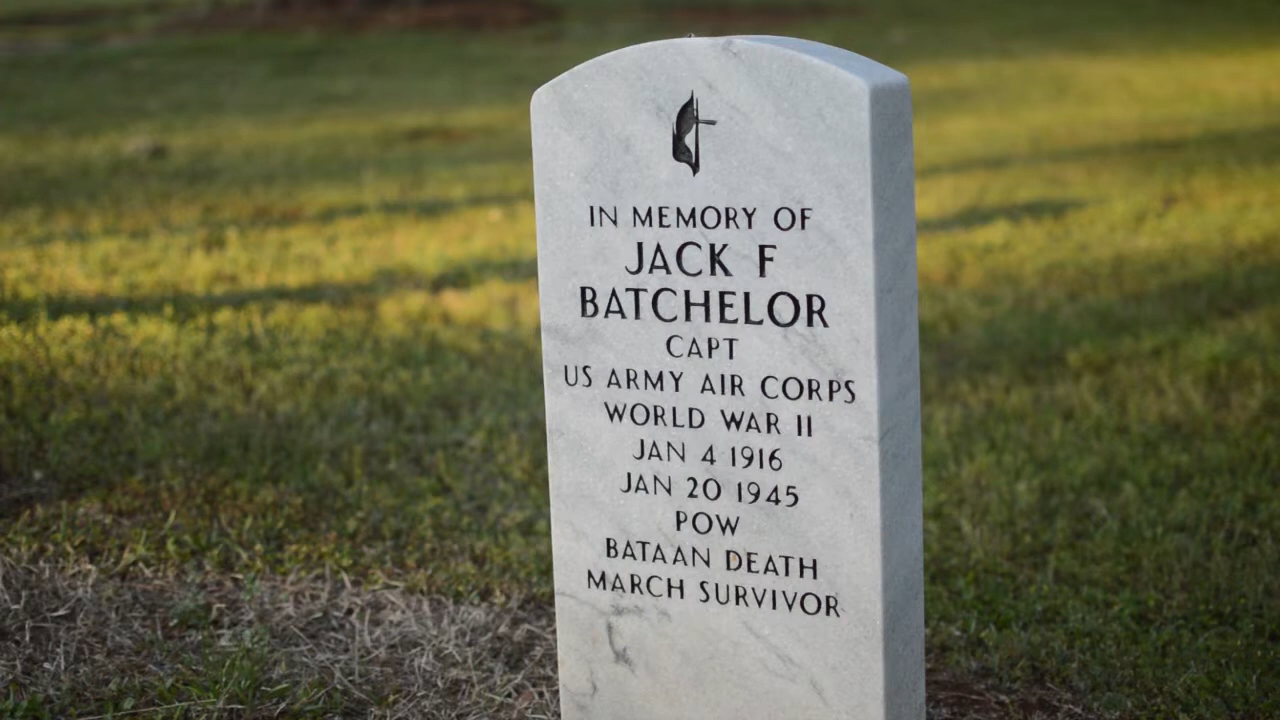 IN MEMORY OF
JACK F
BATCHELOR
CAPT
US ARMY AIR CORPS
WORLD WAR II
JAN 4 1916
JAN 20 1945
POW
BATAAN DEATH
MARCH SURVIVOR